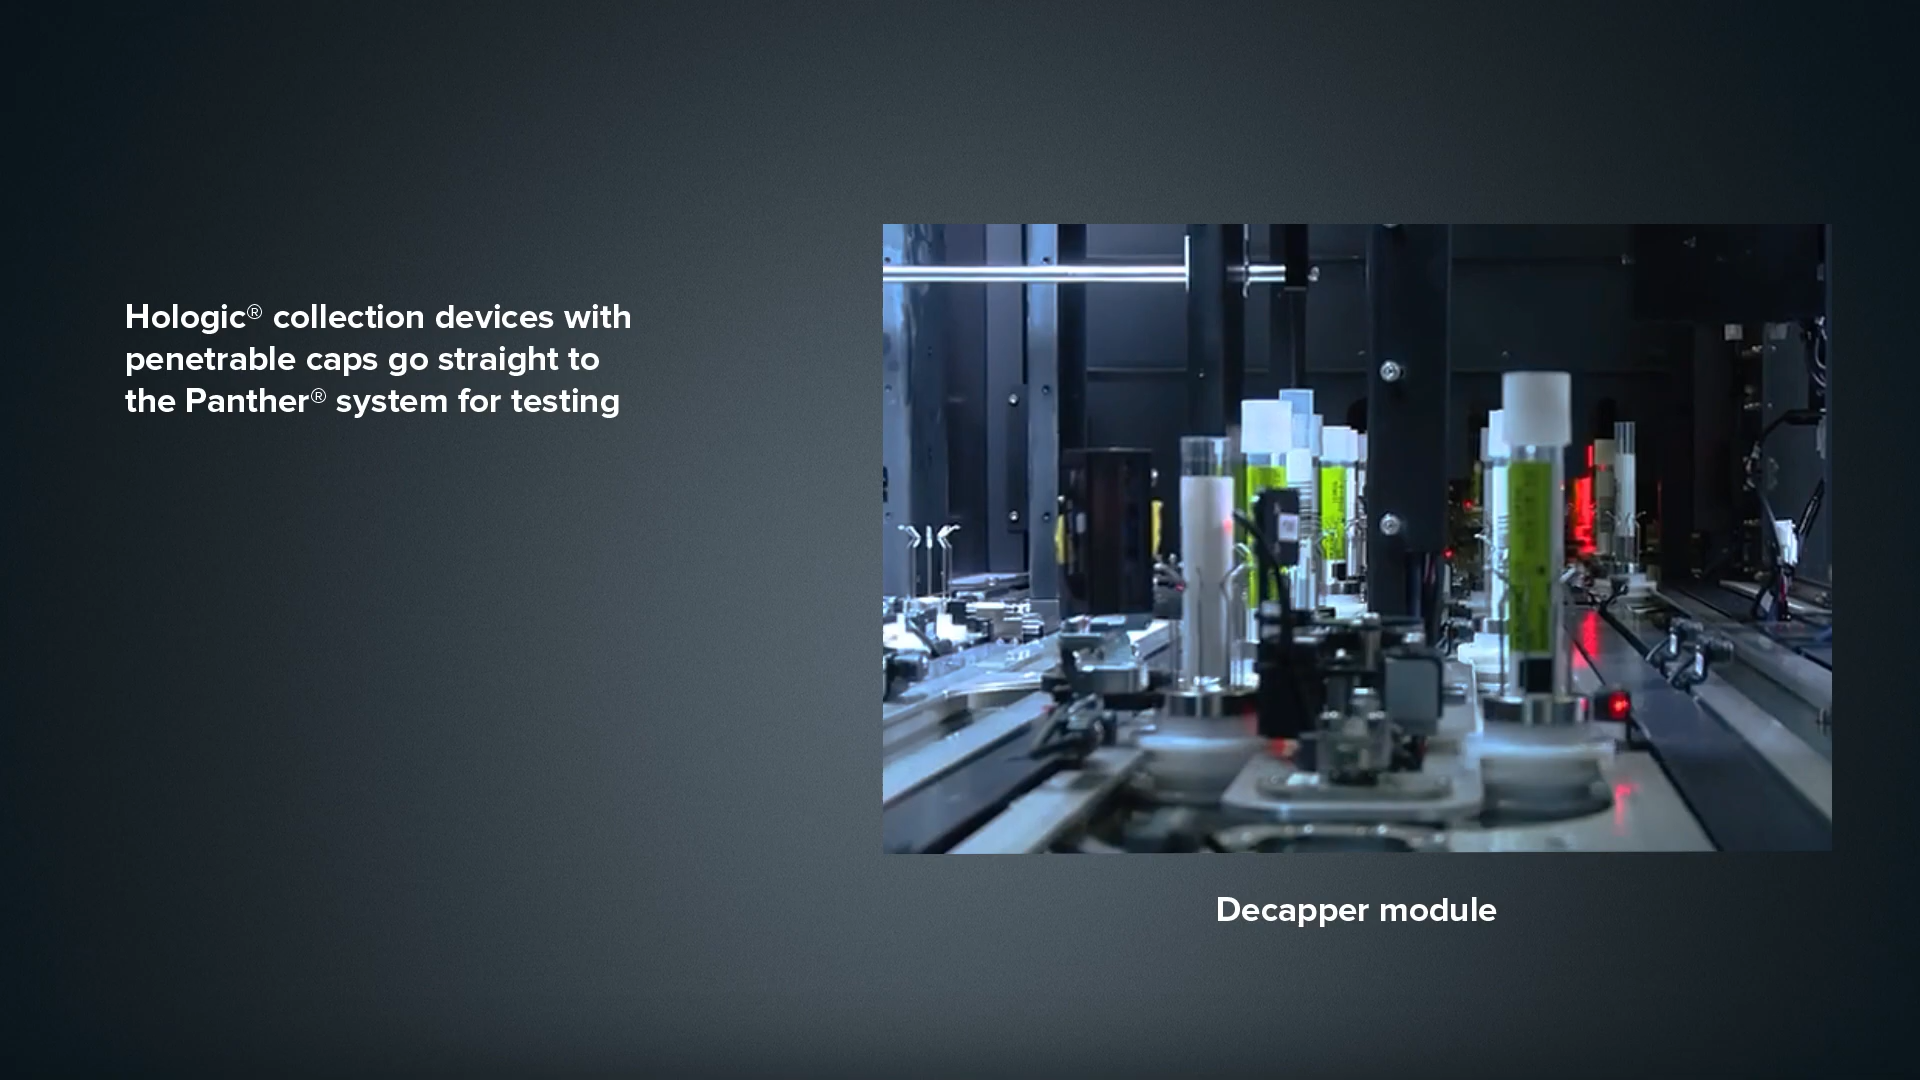 Hologic® collection devices with
penetrable caps go straight to
the Panther® system for testing
Decapper module